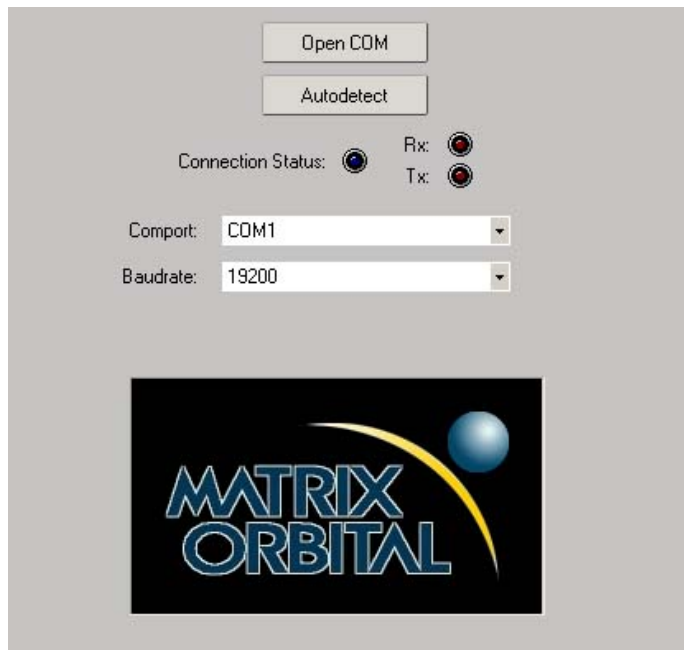 Open COM
Autodetect
Connection Status:
Rx:
Tx:
Comport: COM1
Baudrate: 19200
MATRIX
ORBITAL